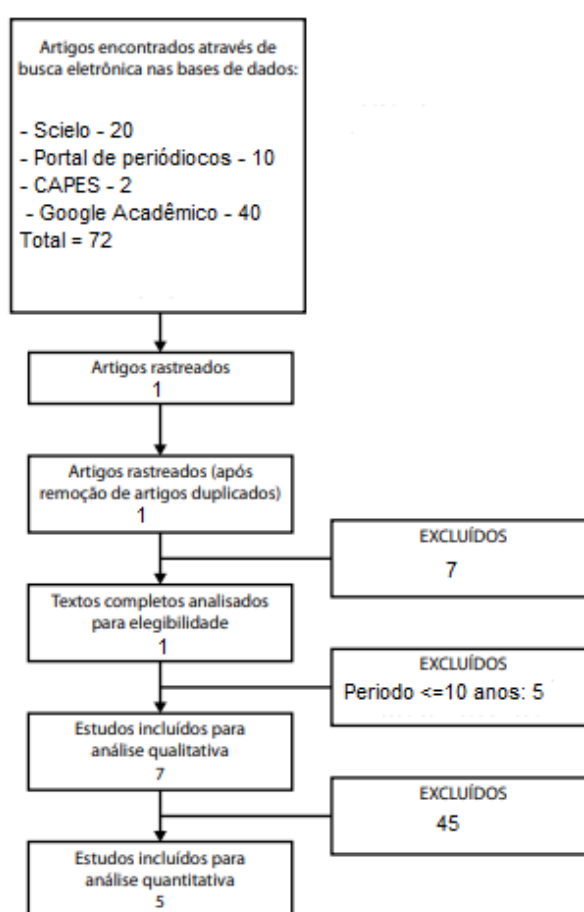 Artigos encontrados através de
busca eletrônica nas bases de dados:
- Scielo - 20
- Portal de periódiocos - 10
- CAPES - 2
- Google Acadêmico - 40
Total = 72
Artigos rastreados
1
Artigos rastreados (após
remoção de artigos duplicados)
1
EXCLUÍDOS
7
Textos completos analisados
para elegibilidade
1
EXCLUÍDOS
Periodo <=10 anos: 5
Estudos incluídos para
análise qualitativa
7
EXCLUÍDOS
45
Estudos incluídos para
análise quantitativa
5